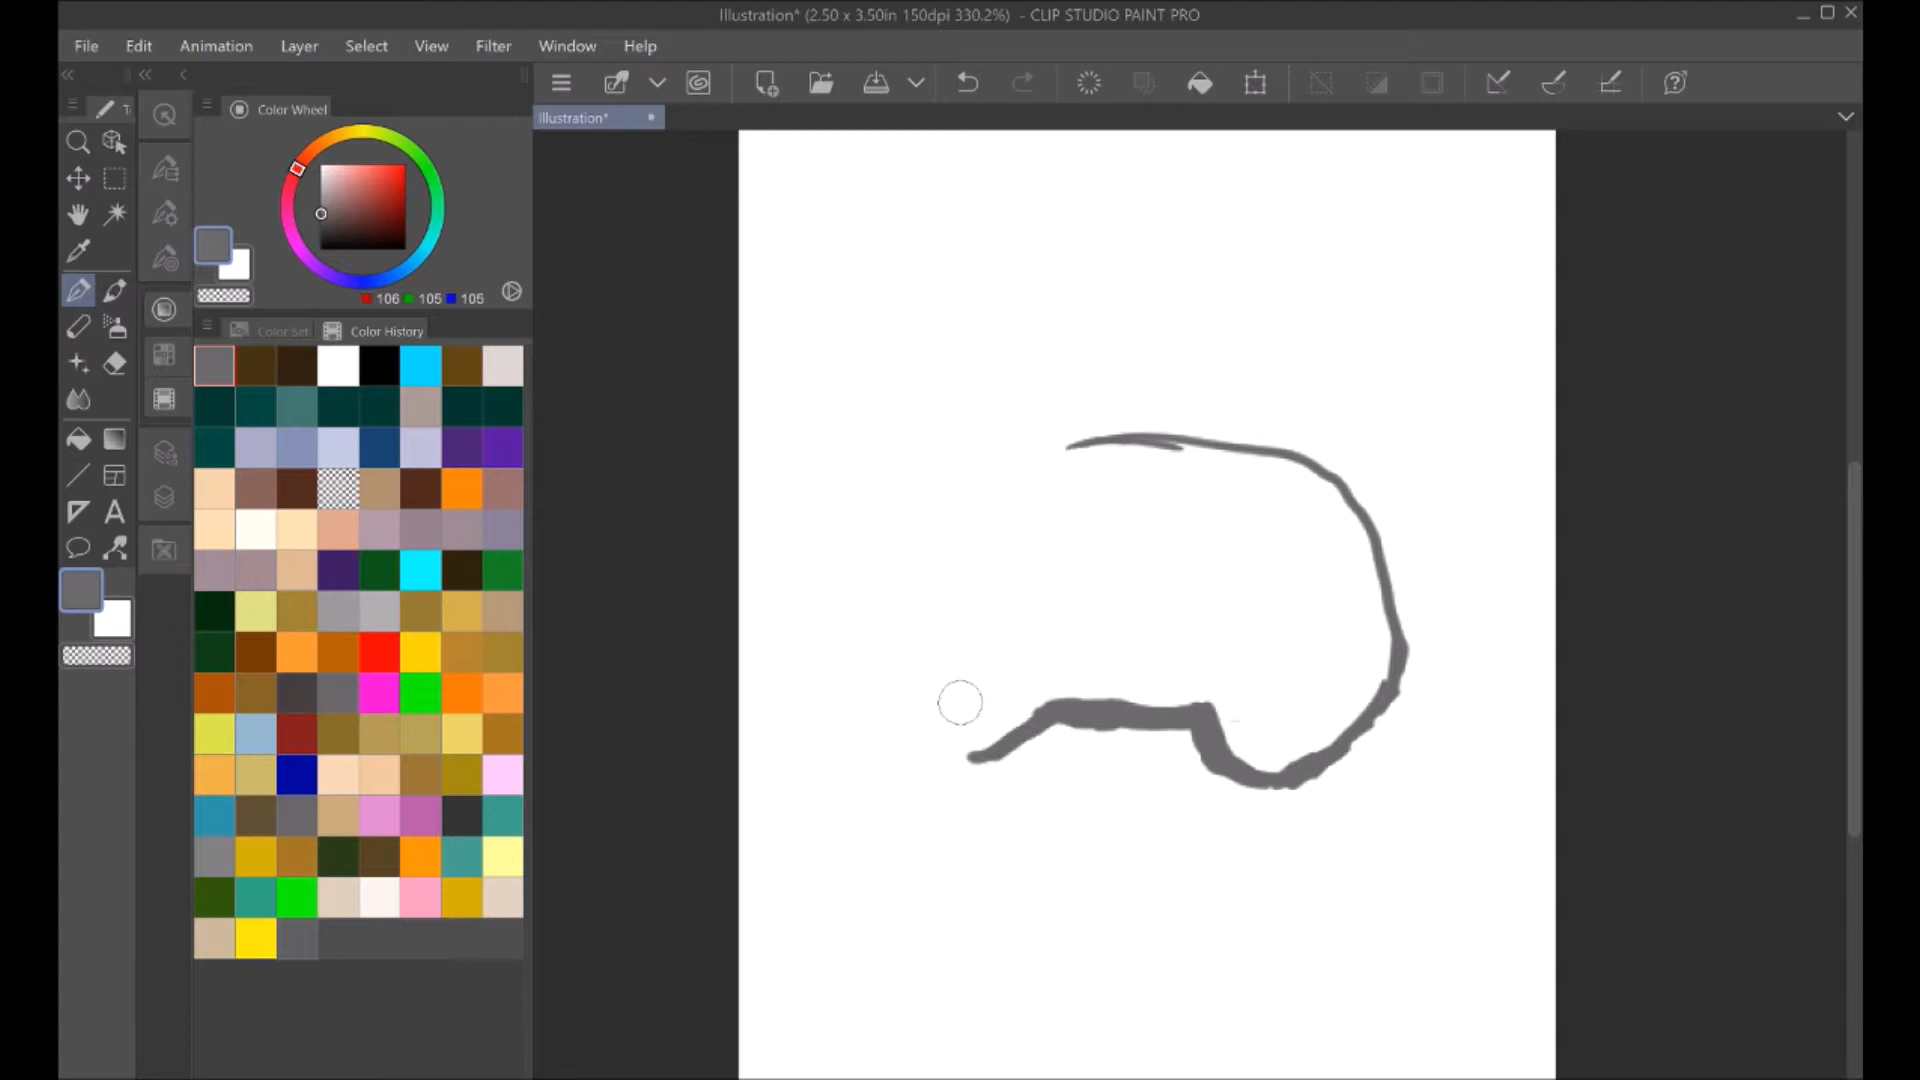 Illustration* (2.50 x 3.50in 150dpi 330.2%) - CLIP STUDIO PAINT PRO
File Edit Animation Layer Select View Filter Window Help
Color Wheel
Illustration*
106 105 105
Color Set Color History